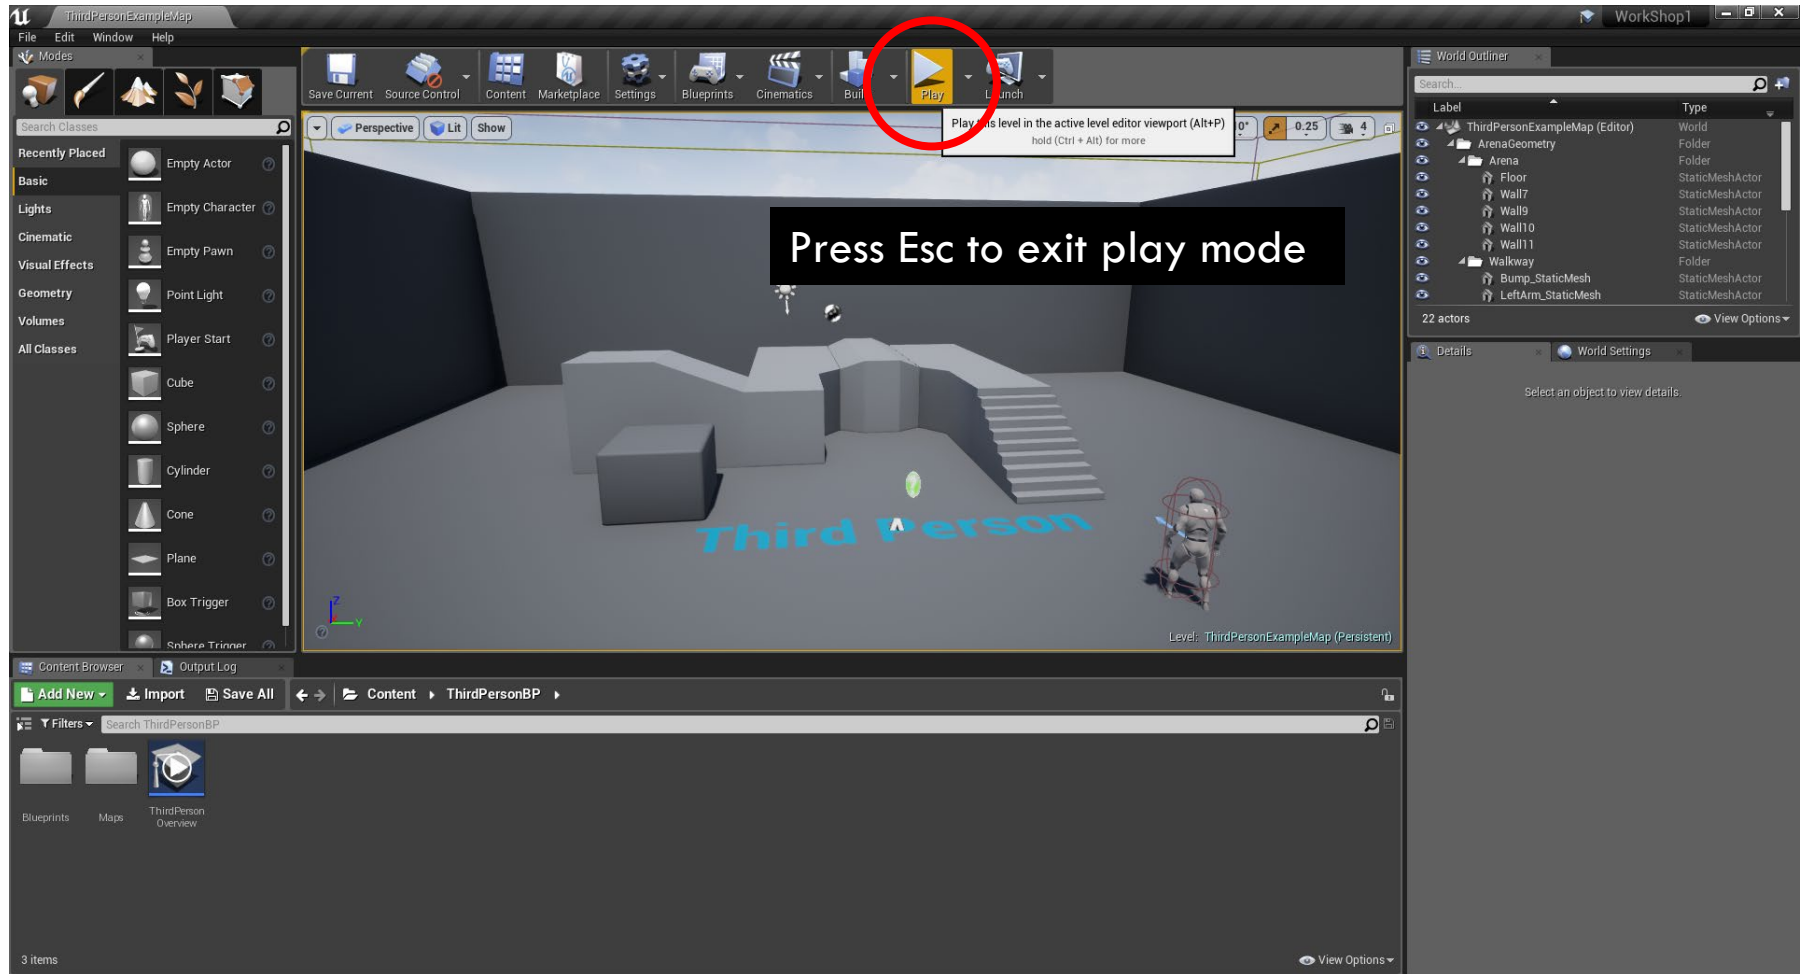 ThirdPersonExampleMap
WorkShop1
File Edit Window Help
Modes
Search Classes
Recently Placed
Basic
Lights
Cinematic
Visual Effects
Geometry
Volumes
All Classes
Empty Actor
Empty Character
Empty Pawn
Point Light
Player Start
Cube
Sphere
Cylinder
Cone
Plane
Box Trigger
Sphere Trigger
Save Current Source Control Content Marketplace Settings Blueprints Cinematics Play
Perspective Lit Show
0.25 4
Play this level in the active level editor viewport (Alt+P)
hold (Ctrl + Alt) for more
Press Esc to exit play mode
Third Person
Z
Y
Level: ThirdPersonExampleMap (Persistent)
World Outliner
Search...
Label Type
ThirdPersonExampleMap (Editor) World
ArenaGeometry Folder
Arena Folder
Floor StaticMeshActor
Wall7 StaticMeshActor
Wall9 StaticMeshActor
Wall10 StaticMeshActor
Wall11 StaticMeshActor
Walkway Folder
Bump_StaticMesh StaticMeshActor
LeftArm_StaticMesh StaticMeshActor
22 actors View Options
Details World Settings
Select an object to view details.
Content Browser Output Log
Add New Import Save All Content ThirdPersonBP
Filters Search ThirdPersonBP
Blueprints
Maps
ThirdPerson
Overview
3 items View Options